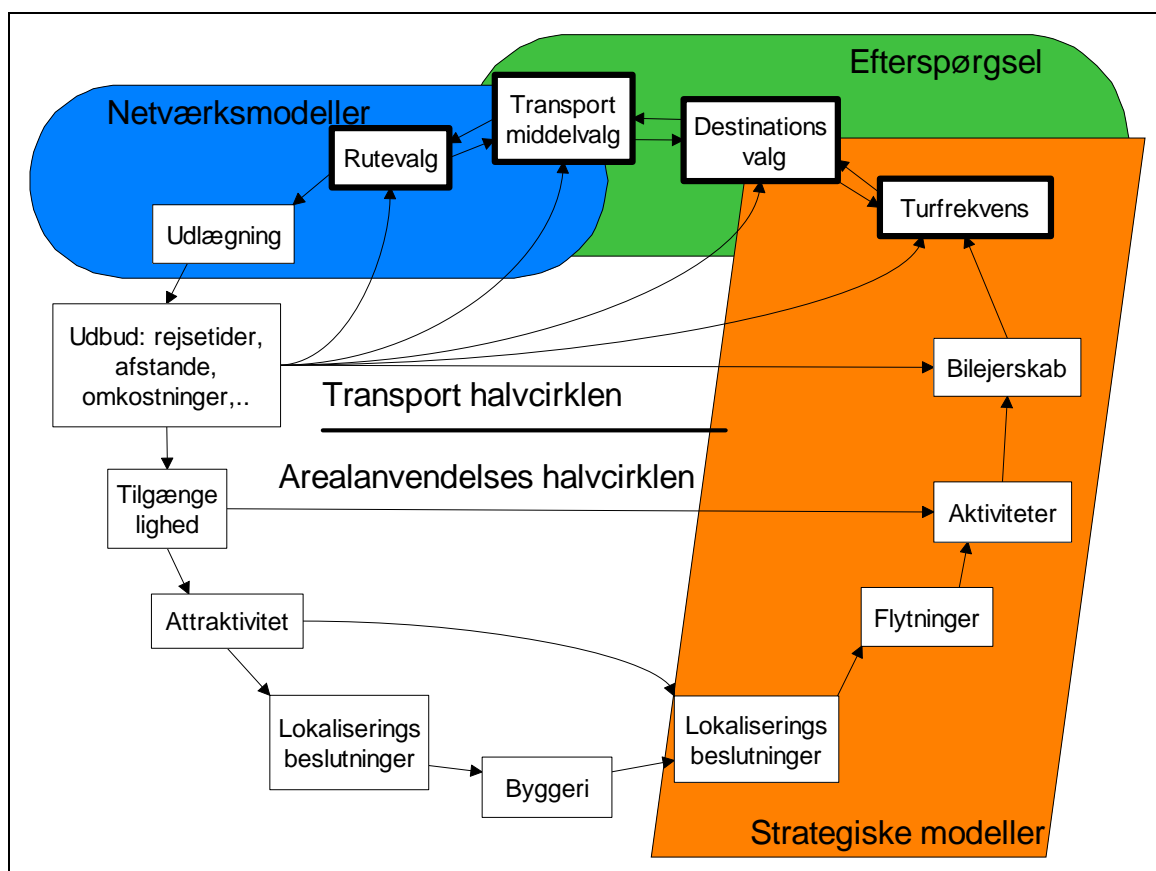 Efterspørgsel
Netværksmodeller
Transport
middelvalg
Destinations
valg
Rutevalg
Turfrekvens
Udlægning
Udbud: rejsetider,
afstande,
omkostninger,..
Bilejerskab
Transport halvcirklen
Arealanvendelses halvcirklen
Tilgænge
lighed
Aktiviteter
Attraktivitet
Flytninger
Lokaliserings
beslutninger
Lokaliserings
beslutninger
Byggeri
Strategiske modeller